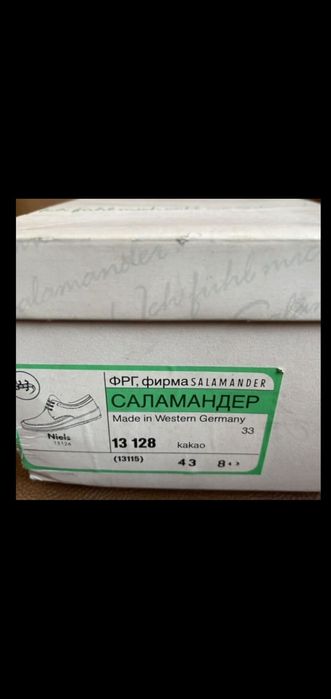 Salamander Ich fühl mich
ФРГ, фирма SALAMANDER
САЛАМАНДЕР
Made in Western Germany
33
Niels
13128
13 128 kakao
(13115) 43 8